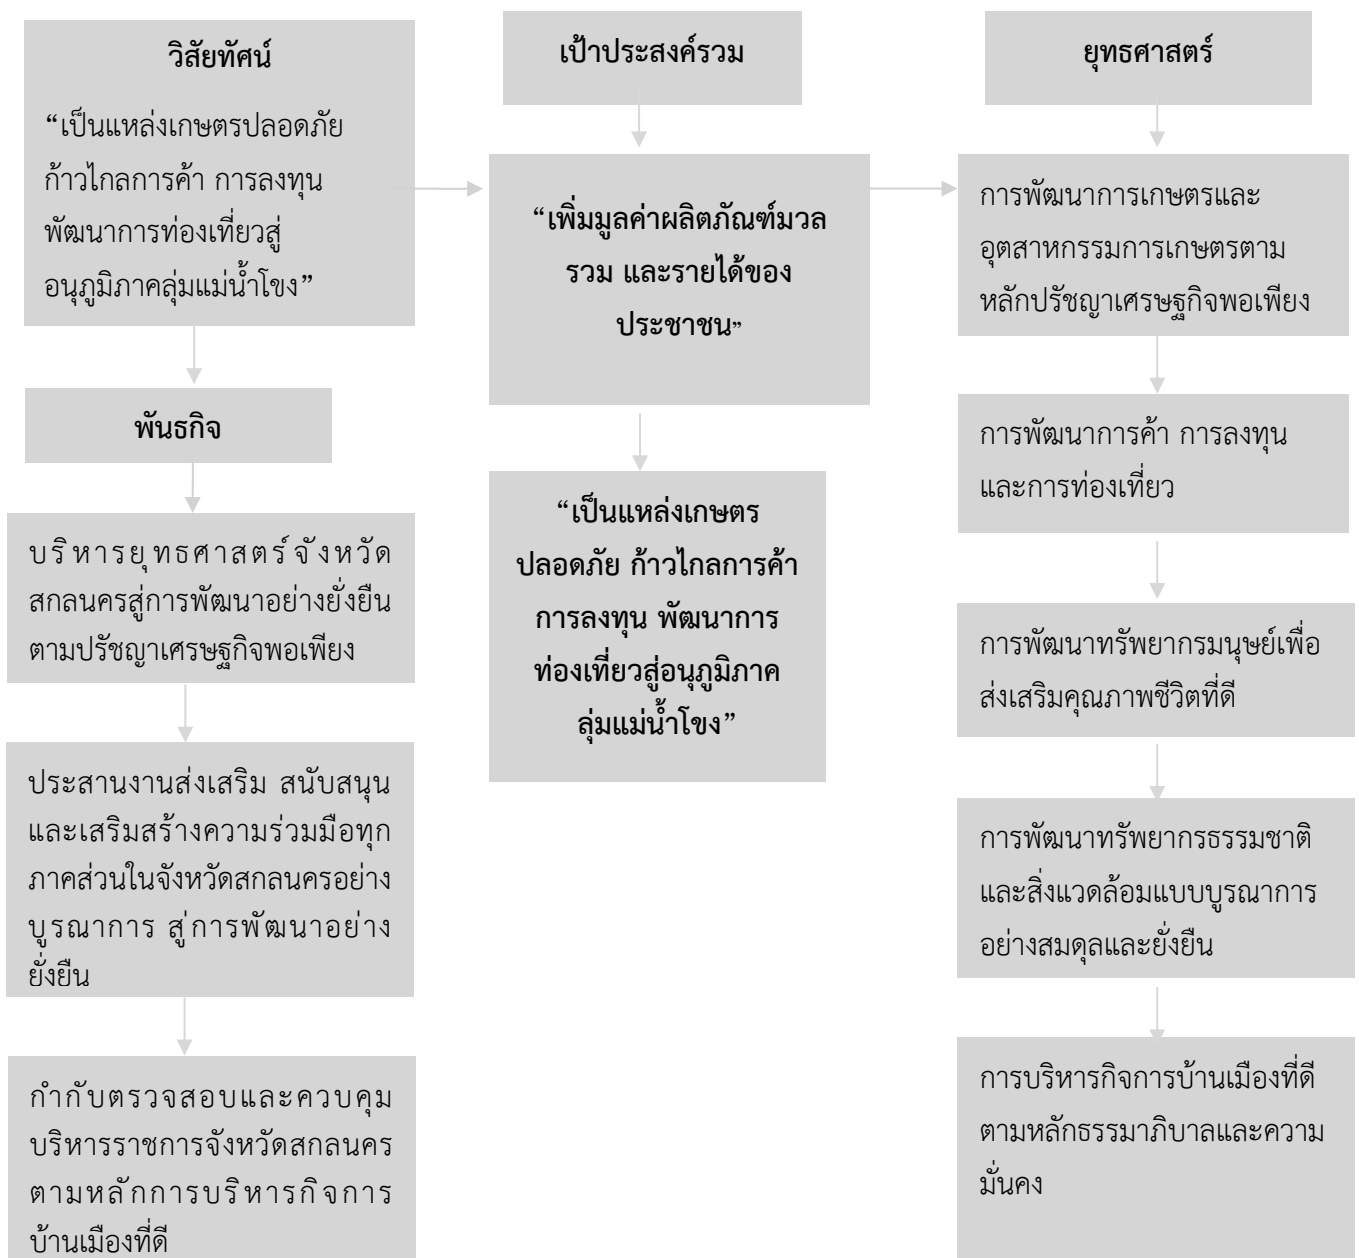 วิสัยทัศน์
“เป็นแหล่งเกษตรปลอดภัย
ก้าวไกลการค้า การลงทุน
พัฒนาการท่องเที่ยวสู่
อนุภูมิภาคลุ่มแม่น้ำโขง”
พันธกิจ
บริหารยุทธศาสตร์จังหวัด
สกลนครสู่การพัฒนาอย่างยั่งยืน
ตามปรัชญาเศรษฐกิจพอเพียง
ประสานงานส่งเสริม สนับสนุน
และเสริมสร้างความร่วมมือทุก
ภาคส่วนในจังหวัดสกลนครอย่าง
บูรณาการ สู่การพัฒนาอย่าง
ยั่งยืน
กำกับตรวจสอบและควบคุม
บริหารราชการจังหวัดสกลนคร
ตามหลักการบริหารกิจการ
บ้านเมืองที่ดี
เป้าประสงค์รวม
“เพิ่มมูลค่าผลิตภัณฑ์มวล
รวม และรายได้ของ
ประชาชน”
“เป็นแหล่งเกษตร
ปลอดภัย ก้าวไกลการค้า
การลงทุน พัฒนาการ
ท่องเที่ยวสู่อนุภูมิภาค
ลุ่มแม่น้ำโขง”
ยุทธศาสตร์
การพัฒนาการเกษตรและ
อุตสาหกรรมการเกษตรตาม
หลักปรัชญาเศรษฐกิจพอเพียง
การพัฒนาการค้า การลงทุน
และการท่องเที่ยว
การพัฒนาทรัพยากรมนุษย์เพื่อ
ส่งเสริมคุณภาพชีวิตที่ดี
การพัฒนาทรัพยากรธรรมชาติ
และสิ่งแวดล้อมแบบบูรณาการ
อย่างสมดุลและยั่งยืน
การบริหารกิจการบ้านเมืองที่ดี
ตามหลักธรรมาภิบาลและความ
มั่นคง